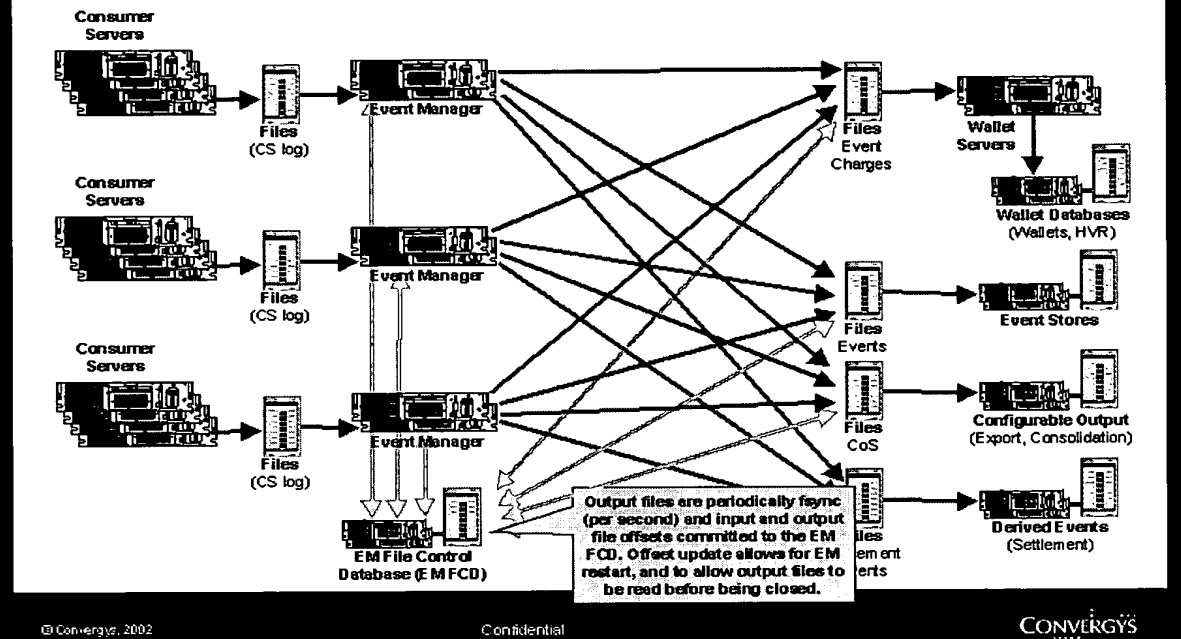 Consumer
Servers
Files
(CS log)
Event Manager
Files
Event
Charges
Wallet
Servers
Wallet Databases
(Wallets, HVR)
Consumer
Servers
Files
(CS log)
Event Manager
Files
Events
Event Stores
Consumer
Servers
Files
(CS log)
Event Manager
Files
CoS
Configurable Output
(Export, Consolidation)
EM File Control
Database (EM FCD)
Output files are periodically fsync
(per second) and input and output
file offsets committed to the EM
FCD. Offset update allows for EM
restart, and to allow output files to
be read before being closed.
Derived Events
(Settlement)
© Convergys, 2002
Confidential
CONVERGYS